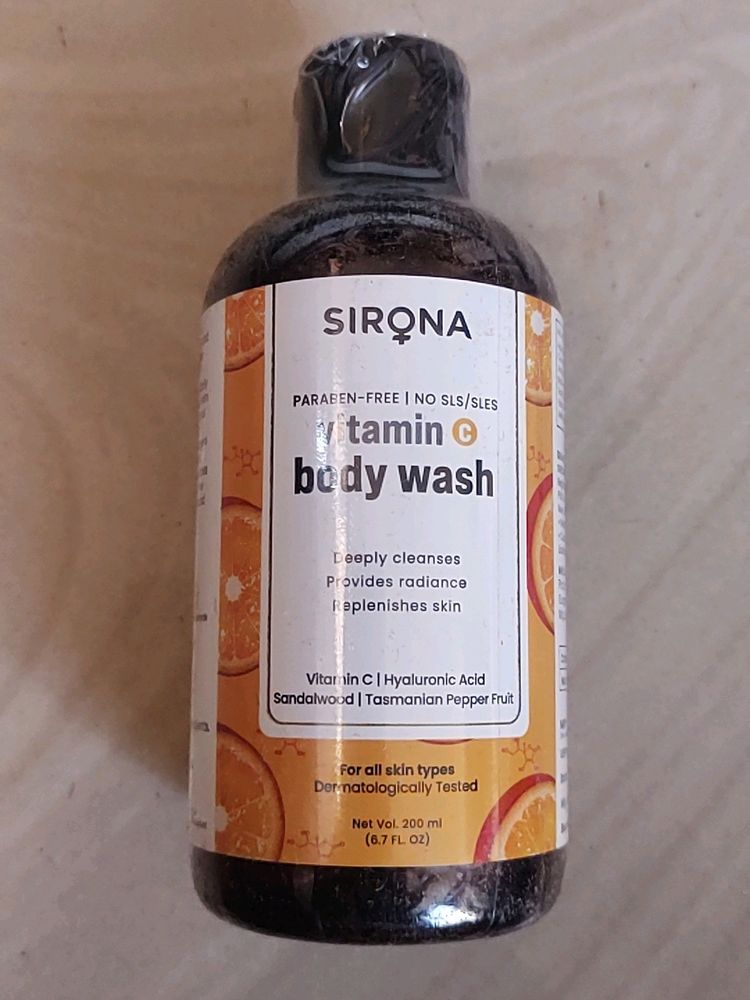 SIRONA
PARABEN-FREE | NO SLS/SLES
vitamin C
body wash
Deeply cleanses
Provides radiance
Replenishes skin
Vitamin C | Hyaluronic Acid
Sandalwood | Tasmanian Pepper Fruit
For all skin types
Dermatologically Tested
Net Vol. 200 ml
(6.7 FL. OZ)